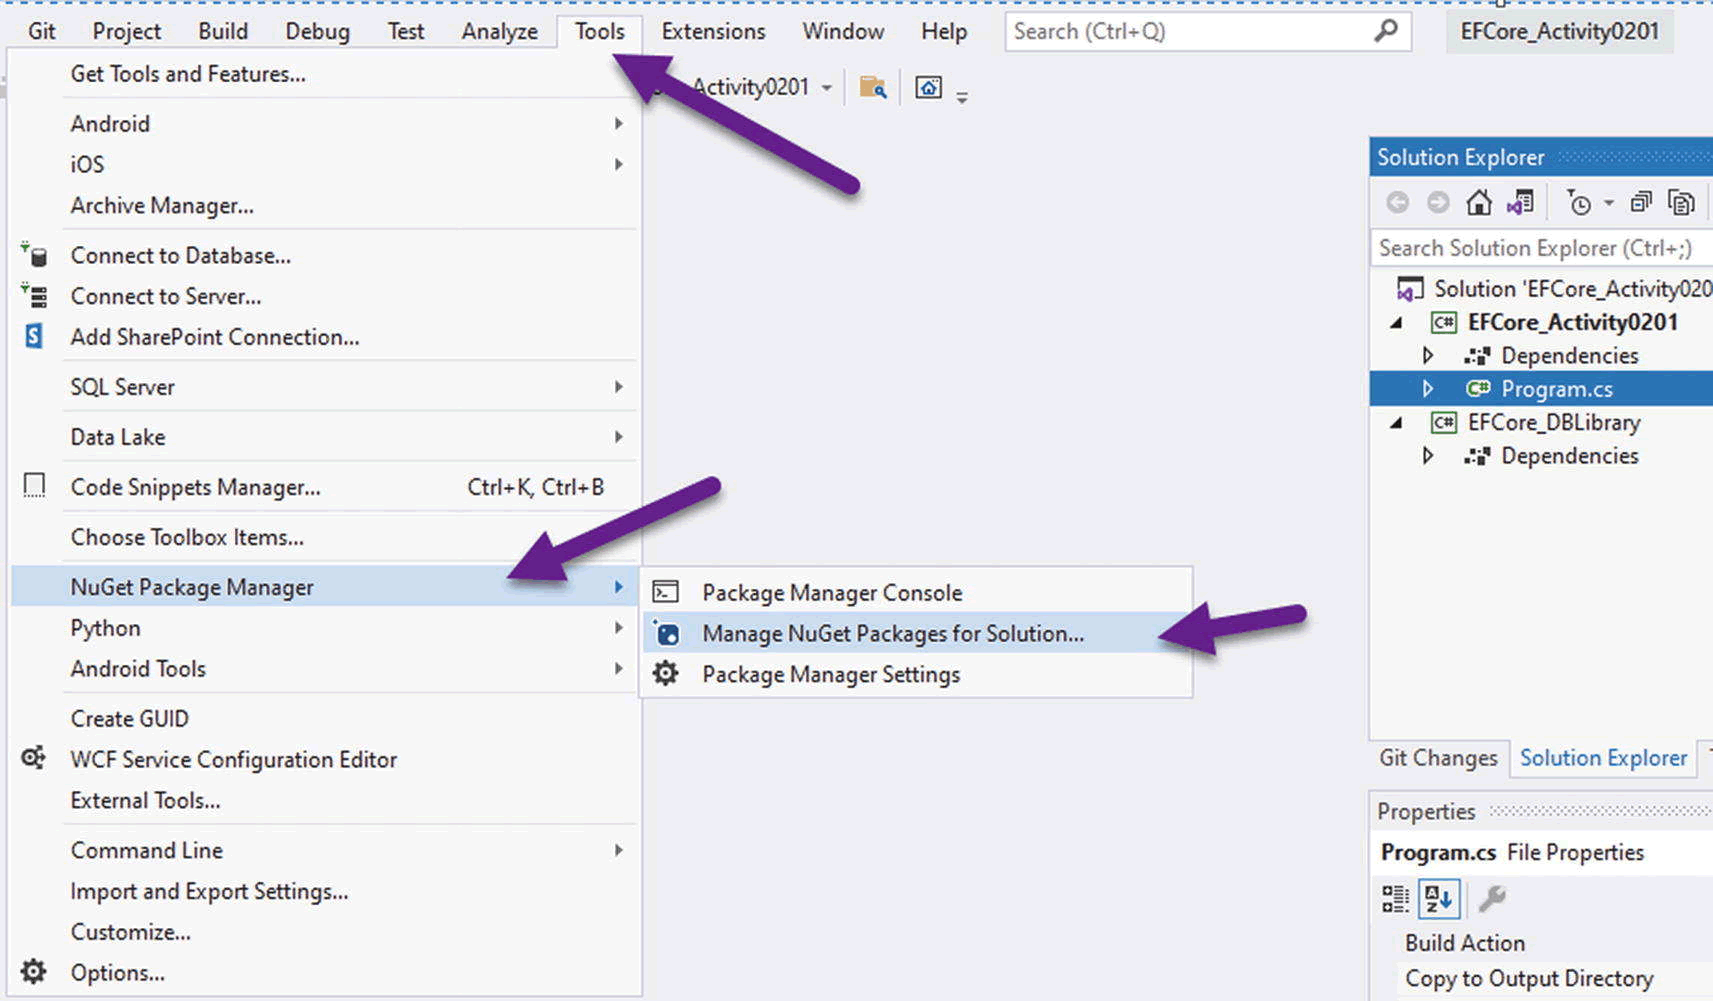 Git Project Build Debug Test Analyze Tools Extensions Window Help Search (Ctrl+Q) EFCore_Activity0201
Activity0201
Get Tools and Features...
Android
iOS
Archive Manager...
Connect to Database...
Connect to Server...
Add SharePoint Connection...
SQL Server
Data Lake
Code Snippets Manager... Ctrl+K, Ctrl+B
Choose Toolbox Items...
NuGet Package Manager
Python
Android Tools
Create GUID
WCF Service Configuration Editor
External Tools...
Command Line
Import and Export Settings...
Customize...
Options...
Package Manager Console
Manage NuGet Packages for Solution...
Package Manager Settings
Solution Explorer
Search Solution Explorer (Ctrl+;)
Solution 'EFCore_Activity020
C# EFCore_Activity0201
Dependencies
C# Program.cs
C# EFCore_DBLibrary
Dependencies
Git Changes Solution Explorer
Properties
Program.cs File Properties
Build Action
Copy to Output Directory